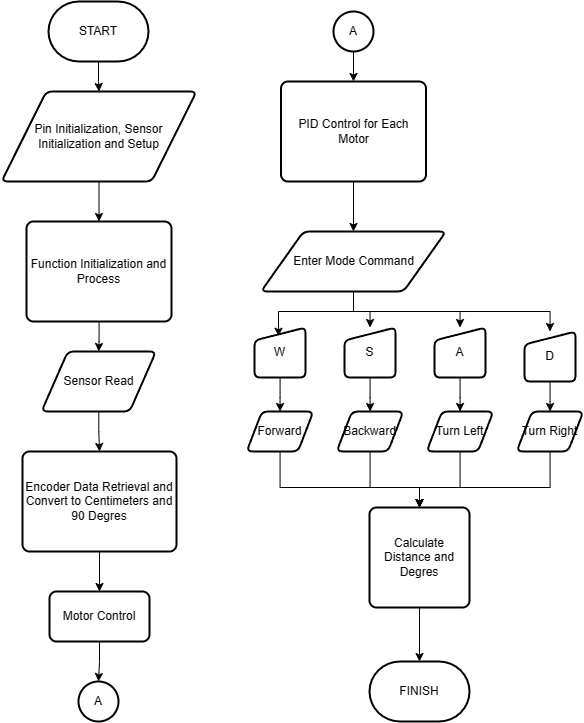 START
Pin Initialization, Sensor
Initialization and Setup
Function Initialization and
Process
Sensor Read
Encoder Data Retrieval and
Convert to Centimeters and
90 Degres
Motor Control
A
A
PID Control for Each
Motor
Enter Mode Command
W
S
A
D
Forward
Backward
Turn Left
Turn Right
Calculate
Distance and
Degres
FINISH